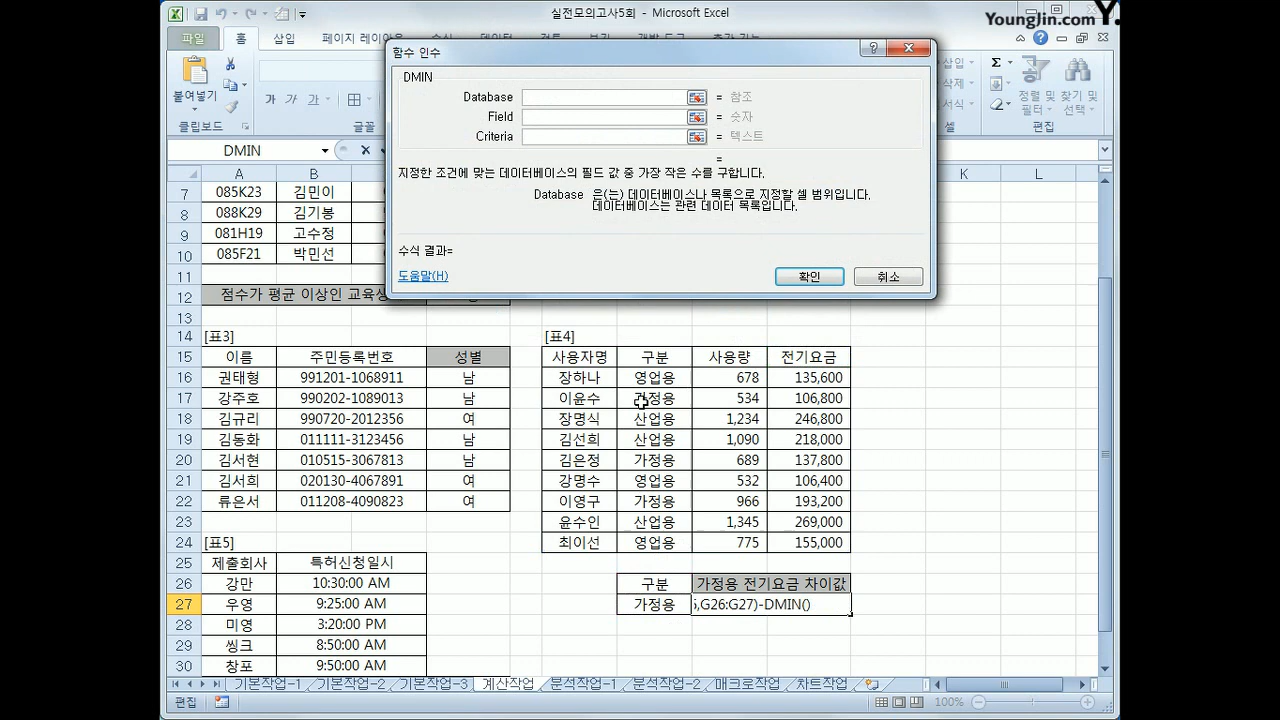 실전모의고사5회 - Microsoft Excel
YoungJin.com Y.
파일 홈 삽입 페이지 레이아웃
함수 인수
DMIN
Database = 참조
Field = 숫자
Criteria = 텍스트
=
지정한 조건에 맞는 데이터베이스의 필드 값 중 가장 작은 수를 구합니다.
Database 은(는) 데이터베이스나 목록으로 지정할 셀 범위입니다.
데이터베이스는 관련 데이터 목록입니다.
수식 결과=
도움말(H) 확인 취소
붙여넣기 가 가 가
클립보드 글꼴
삽입
삭제
서식
셀
정렬 및 필터 찾기 및 선택
편집
DMIN
A B K L
7 085K23 김민이
8 088K29 김기봉
9 081H19 고수정
10 085F21 박민선
11
12 점수가 평균 이상인 교육생
13
14 [표3] [표4]
15 이름 주민등록번호 성별 사용자명 구분 사용량 전기요금
16 권태형 991201-1068911 남 장하나 영업용 678 135,600
17 강주호 990202-1089013 남 이윤수 가정용 534 106,800
18 김규리 990720-2012356 여 장명식 산업용 1,234 246,800
19 김동화 011111-3123456 남 김선희 산업용 1,090 218,000
20 김서현 010515-3067813 남 김은정 가정용 689 137,800
21 김서희 020130-4067891 여 강명수 영업용 532 106,400
22 류은서 011208-4090823 여 이영구 가정용 966 193,200
23 윤수인 산업용 1,345 269,000
24 [표5] 최이선 영업용 775 155,000
25 제출회사 특허신청일시
26 강만 10:30:00 AM 구분 가정용 전기요금 차이값
27 우영 9:25:00 AM 가정용 ,G26:G27)-DMIN()
28 미영 3:20:00 PM
29 씽크 8:50:00 AM
30 창포 9:50:00 AM
기본작업-1 기본작업-2 기본작업-3 계산작업 분석작업-1 분석작업-2 매크로작업 차트작업
편집 100%